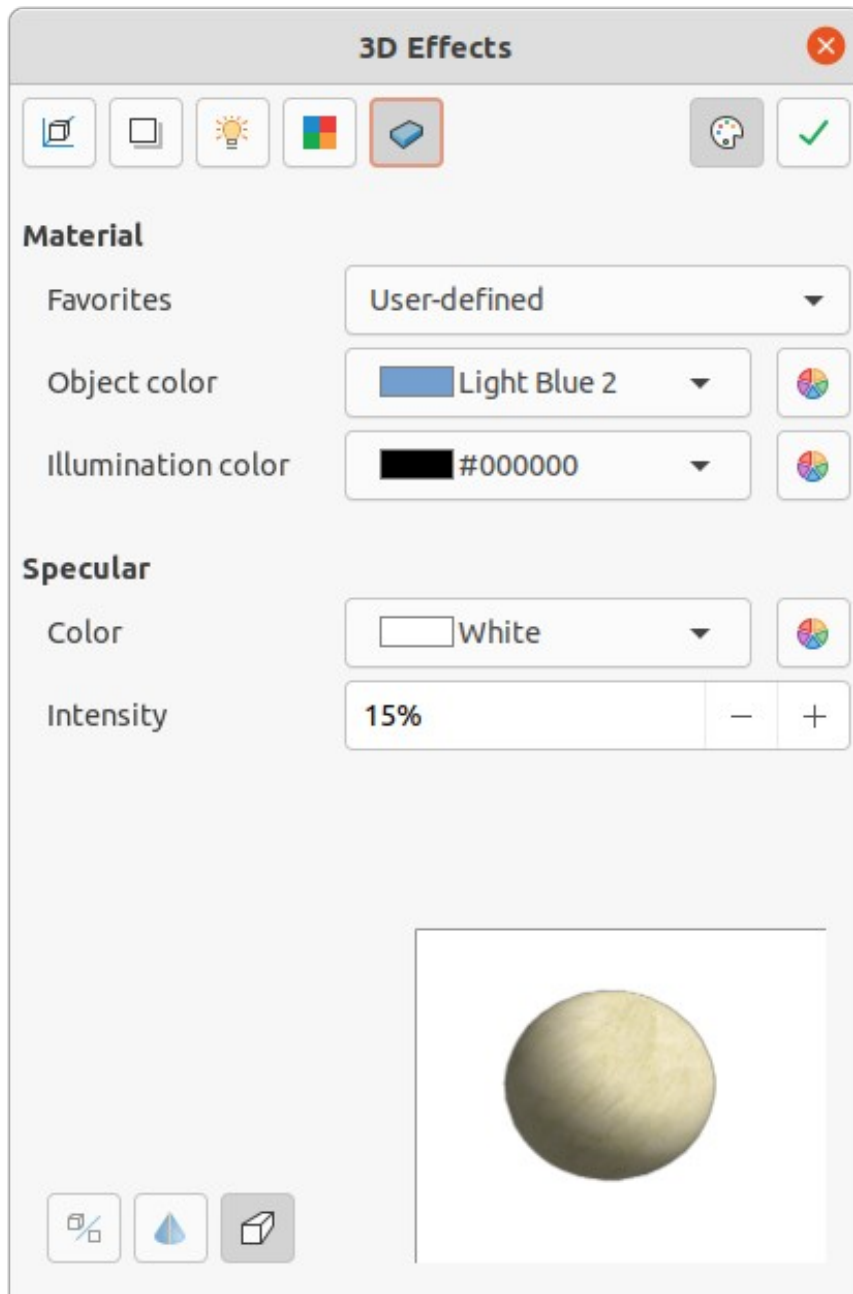 3D Effects
Material
Favorites User-defined
Object color Light Blue 2
Illumination color #000000
Specular
Color White
Intensity 15%